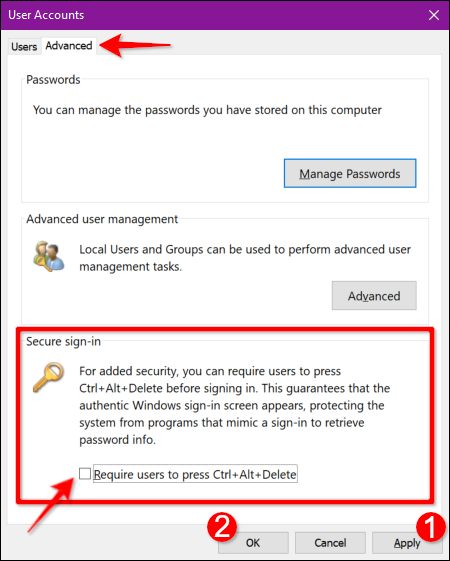 User Accounts
Users Advanced
Passwords
You can manage the passwords you have stored on this computer
Manage Passwords
Advanced user management
Local Users and Groups can be used to perform advanced user
management tasks.
Advanced
Secure sign-in
For added security, you can require users to press
Ctrl+Alt+Delete before signing in. This guarantees that the
authentic Windows sign-in screen appears, protecting the
system from programs that mimic a sign-in to retrieve
password info.
Require users to press Ctrl+Alt+Delete
2 1
OK Cancel Apply